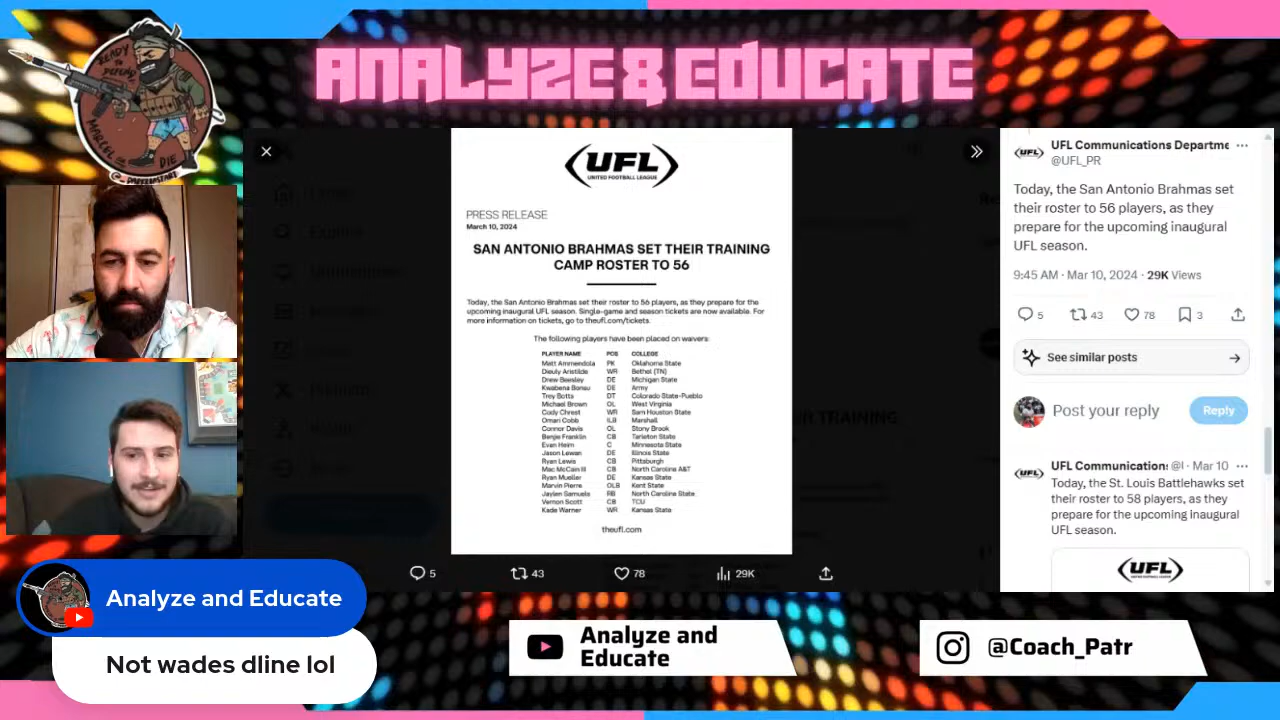 READY
TO
DEFEND
MARCEL
DIE
ANALYZE & EDUCATE
UFL
UNITED FOOTBALL LEAGUE
PRESS RELEASE
March 10, 2024
SAN ANTONIO BRAHMAS SET THEIR TRAINING
CAMP ROSTER TO 56
Today, the San Antonio Brahmas set their roster to 56 players, as they prepare for the
upcoming inaugural UFL season. Single-game and season tickets are now available. For
more information on tickets, go to theufl.com/tickets.
The following players have been placed on waivers:
PLAYER NAME POS COLLEGE
Matt Ammendola PK Oklahoma State
Dieuly Aristilde WR Bethel (TN)
Drew Beesley DE Michigan State
Kwabena Bonsu DE Army
Trey Botts DT Colorado State-Pueblo
Michael Brown OL West Virginia
Cody Chrest WR Sam Houston State
Omari Cobb ILB Marshall
Connor Davis OL Stony Brook
Benjie Franklin CB Tarleton State
Evan Heim C Minnesota State
Jason Lewan DE Illinois State
Ryan Lewis CB Pittsburgh
Mac McCain III CB North Carolina A&T
Ryan Mueller DE Kansas State
Marvin Pierre OLB Kent State
Jaylen Samuels RB North Carolina State
Vernon Scott CB TCU
Kade Warner WR Kansas State
theufl.com
5 43 78 29K
UFL Communications Departme ...
@UFL_PR
Today, the San Antonio Brahmas set
their roster to 56 players, as they
prepare for the upcoming inaugural
UFL season.
9:45 AM · Mar 10, 2024 · 29K Views
5 43 78 3
See similar posts
Post your reply Reply
UFL Communications @l · Mar 10 ...
Today, the St. Louis Battlehawks set
their roster to 58 players, as they
prepare for the upcoming inaugural
UFL season.
UFL
UNITED FOOTBALL LEAGUE
Analyze and Educate
Not wades dline lol
Analyze and
Educate
@Coach_Patr